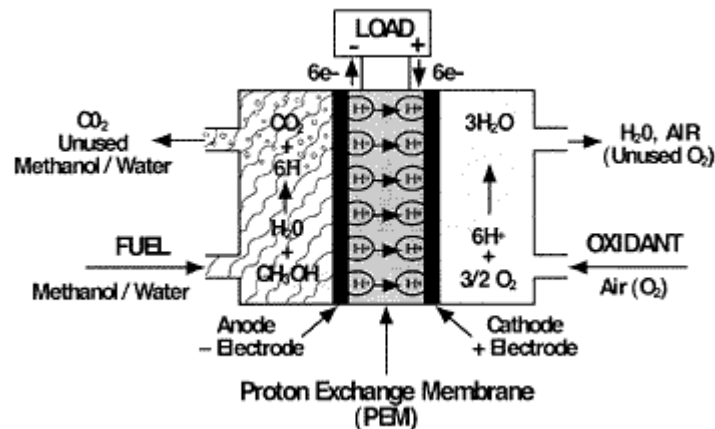 LOAD
- +
6e- 6e-
CO₂
Unused
Methanol / Water
CO₂
+
6H
H₂0
+
CH₃OH
FUEL
Methanol / Water
H+ H+
H+ H+
H+ H+
H+ H+
H+ H+
H+ H+
3H₂O
6H+
+
3/2 O₂
H₂0, AIR
(Unused O₂)
OXIDANT
Air (O₂)
Anode
– Electrode
Cathode
+ Electrode
Proton Exchange Membrane
(PEM)